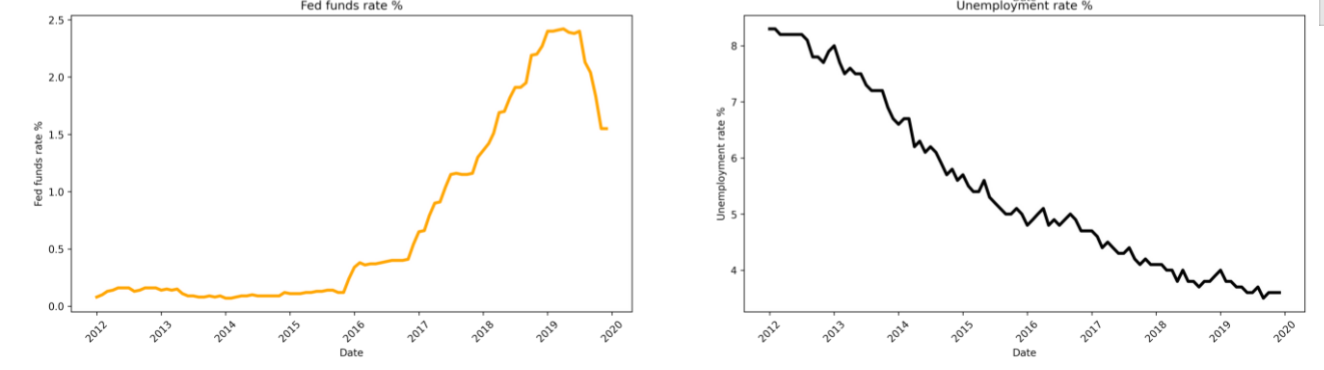 Fed funds rate %
Fed funds rate %
2.5
2.0
1.5
1.0
0.5
0.0
2012 2013 2014 2015 2016 2017 2018 2019 2020
Date
Unemployment rate %
Unemployment rate %
8
7
6
5
4
2012 2013 2014 2015 2016 2017 2018 2019 2020
Date